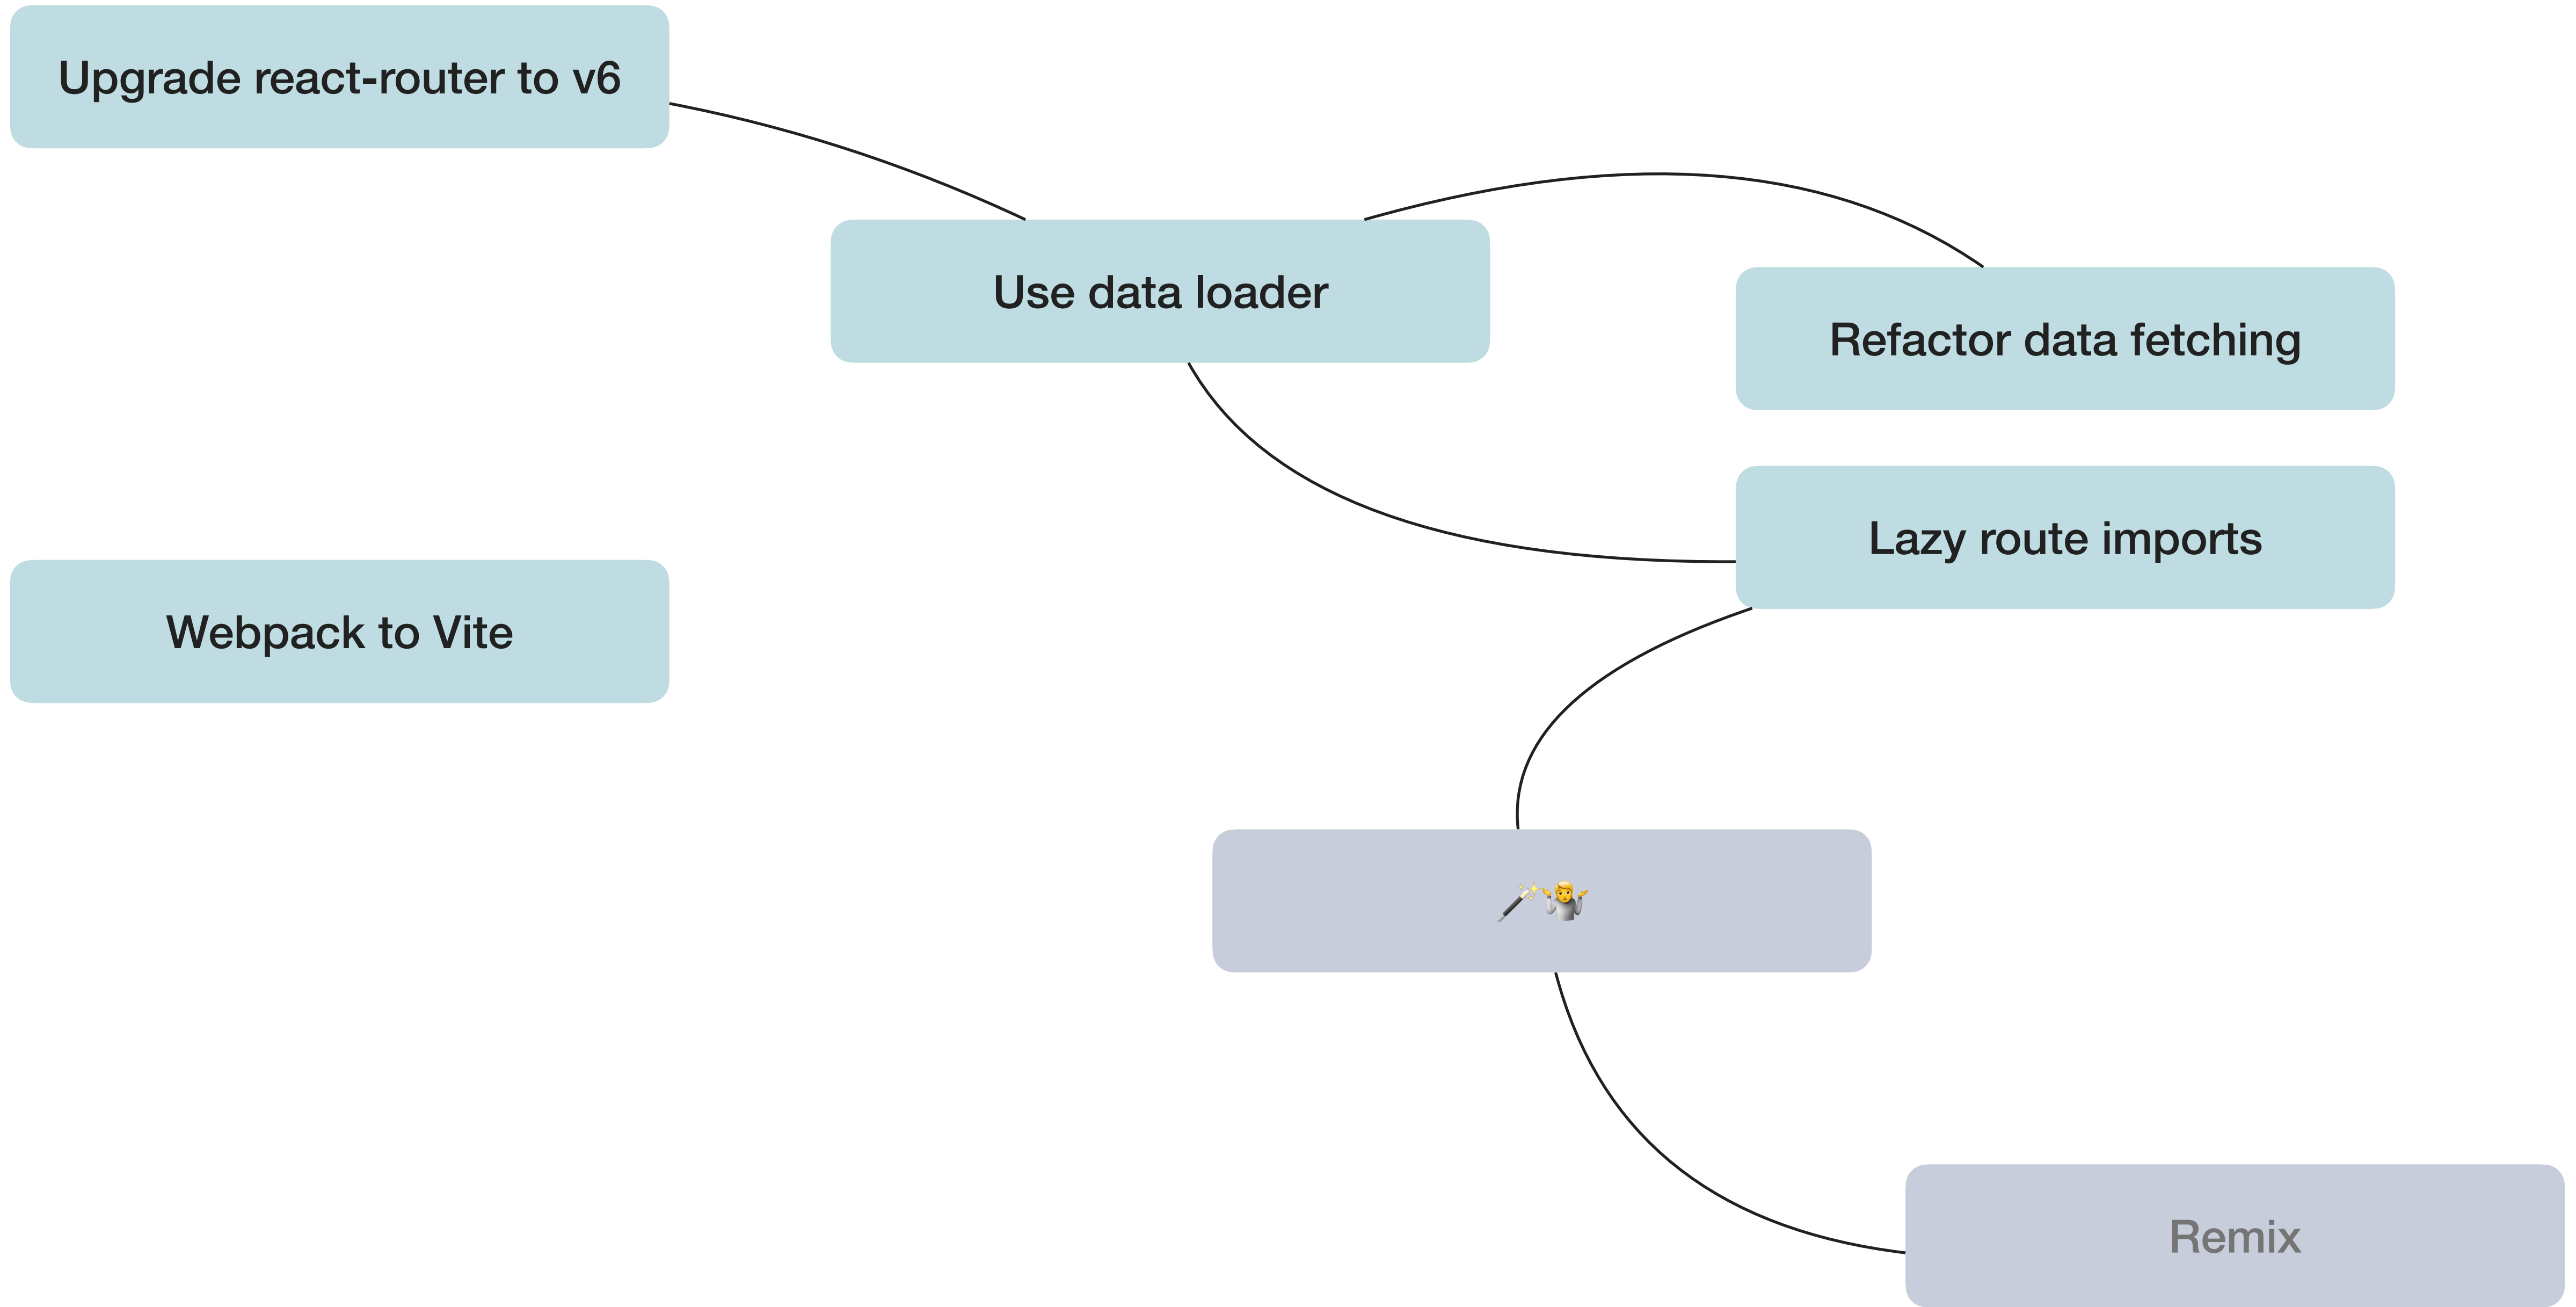 Upgrade react-router to v6
Use data loader
Refactor data fetching
Lazy route imports
Webpack to Vite
🪄🤷
Remix